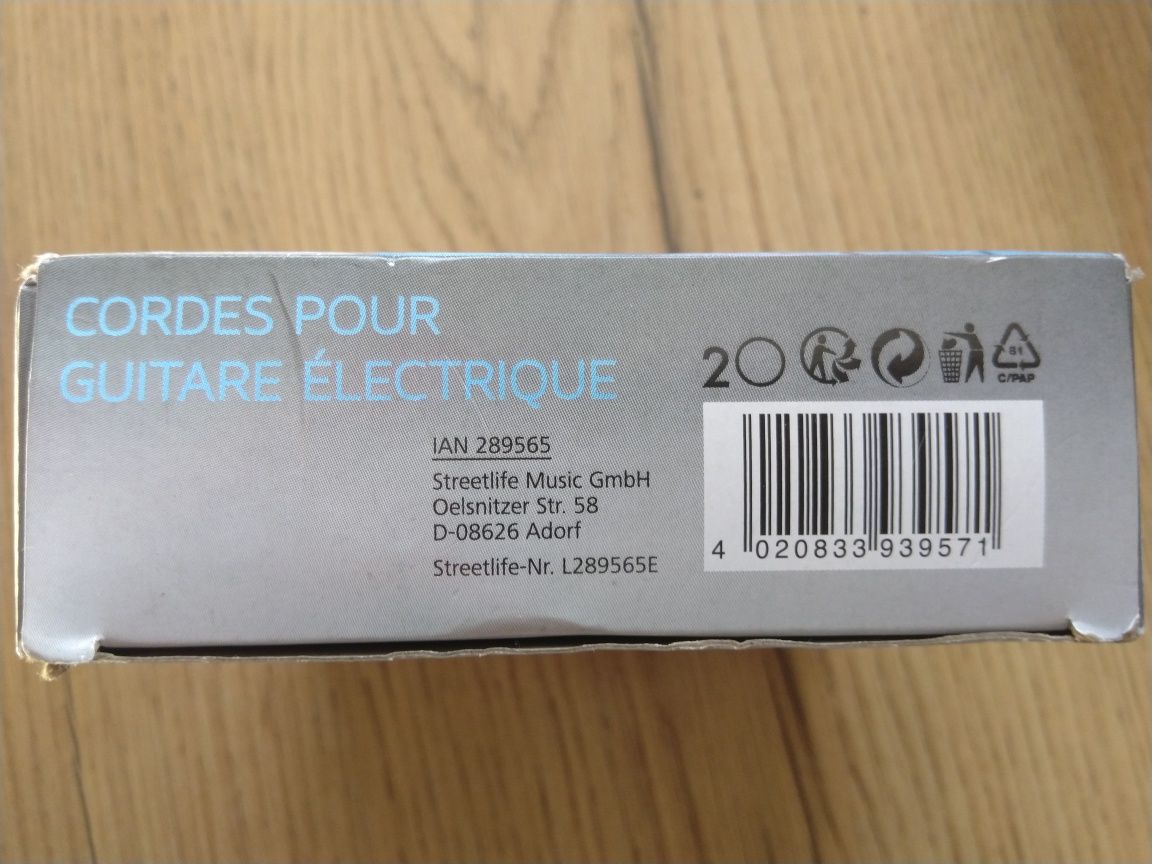 CORDES POUR
GUITARE ÉLECTRIQUE
IAN 289565
Streetlife Music GmbH
Oelsnitzer Str. 58
D-08626 Adorf
Streetlife-Nr. L289565E
2
81
C/PAP
4 020833 939571